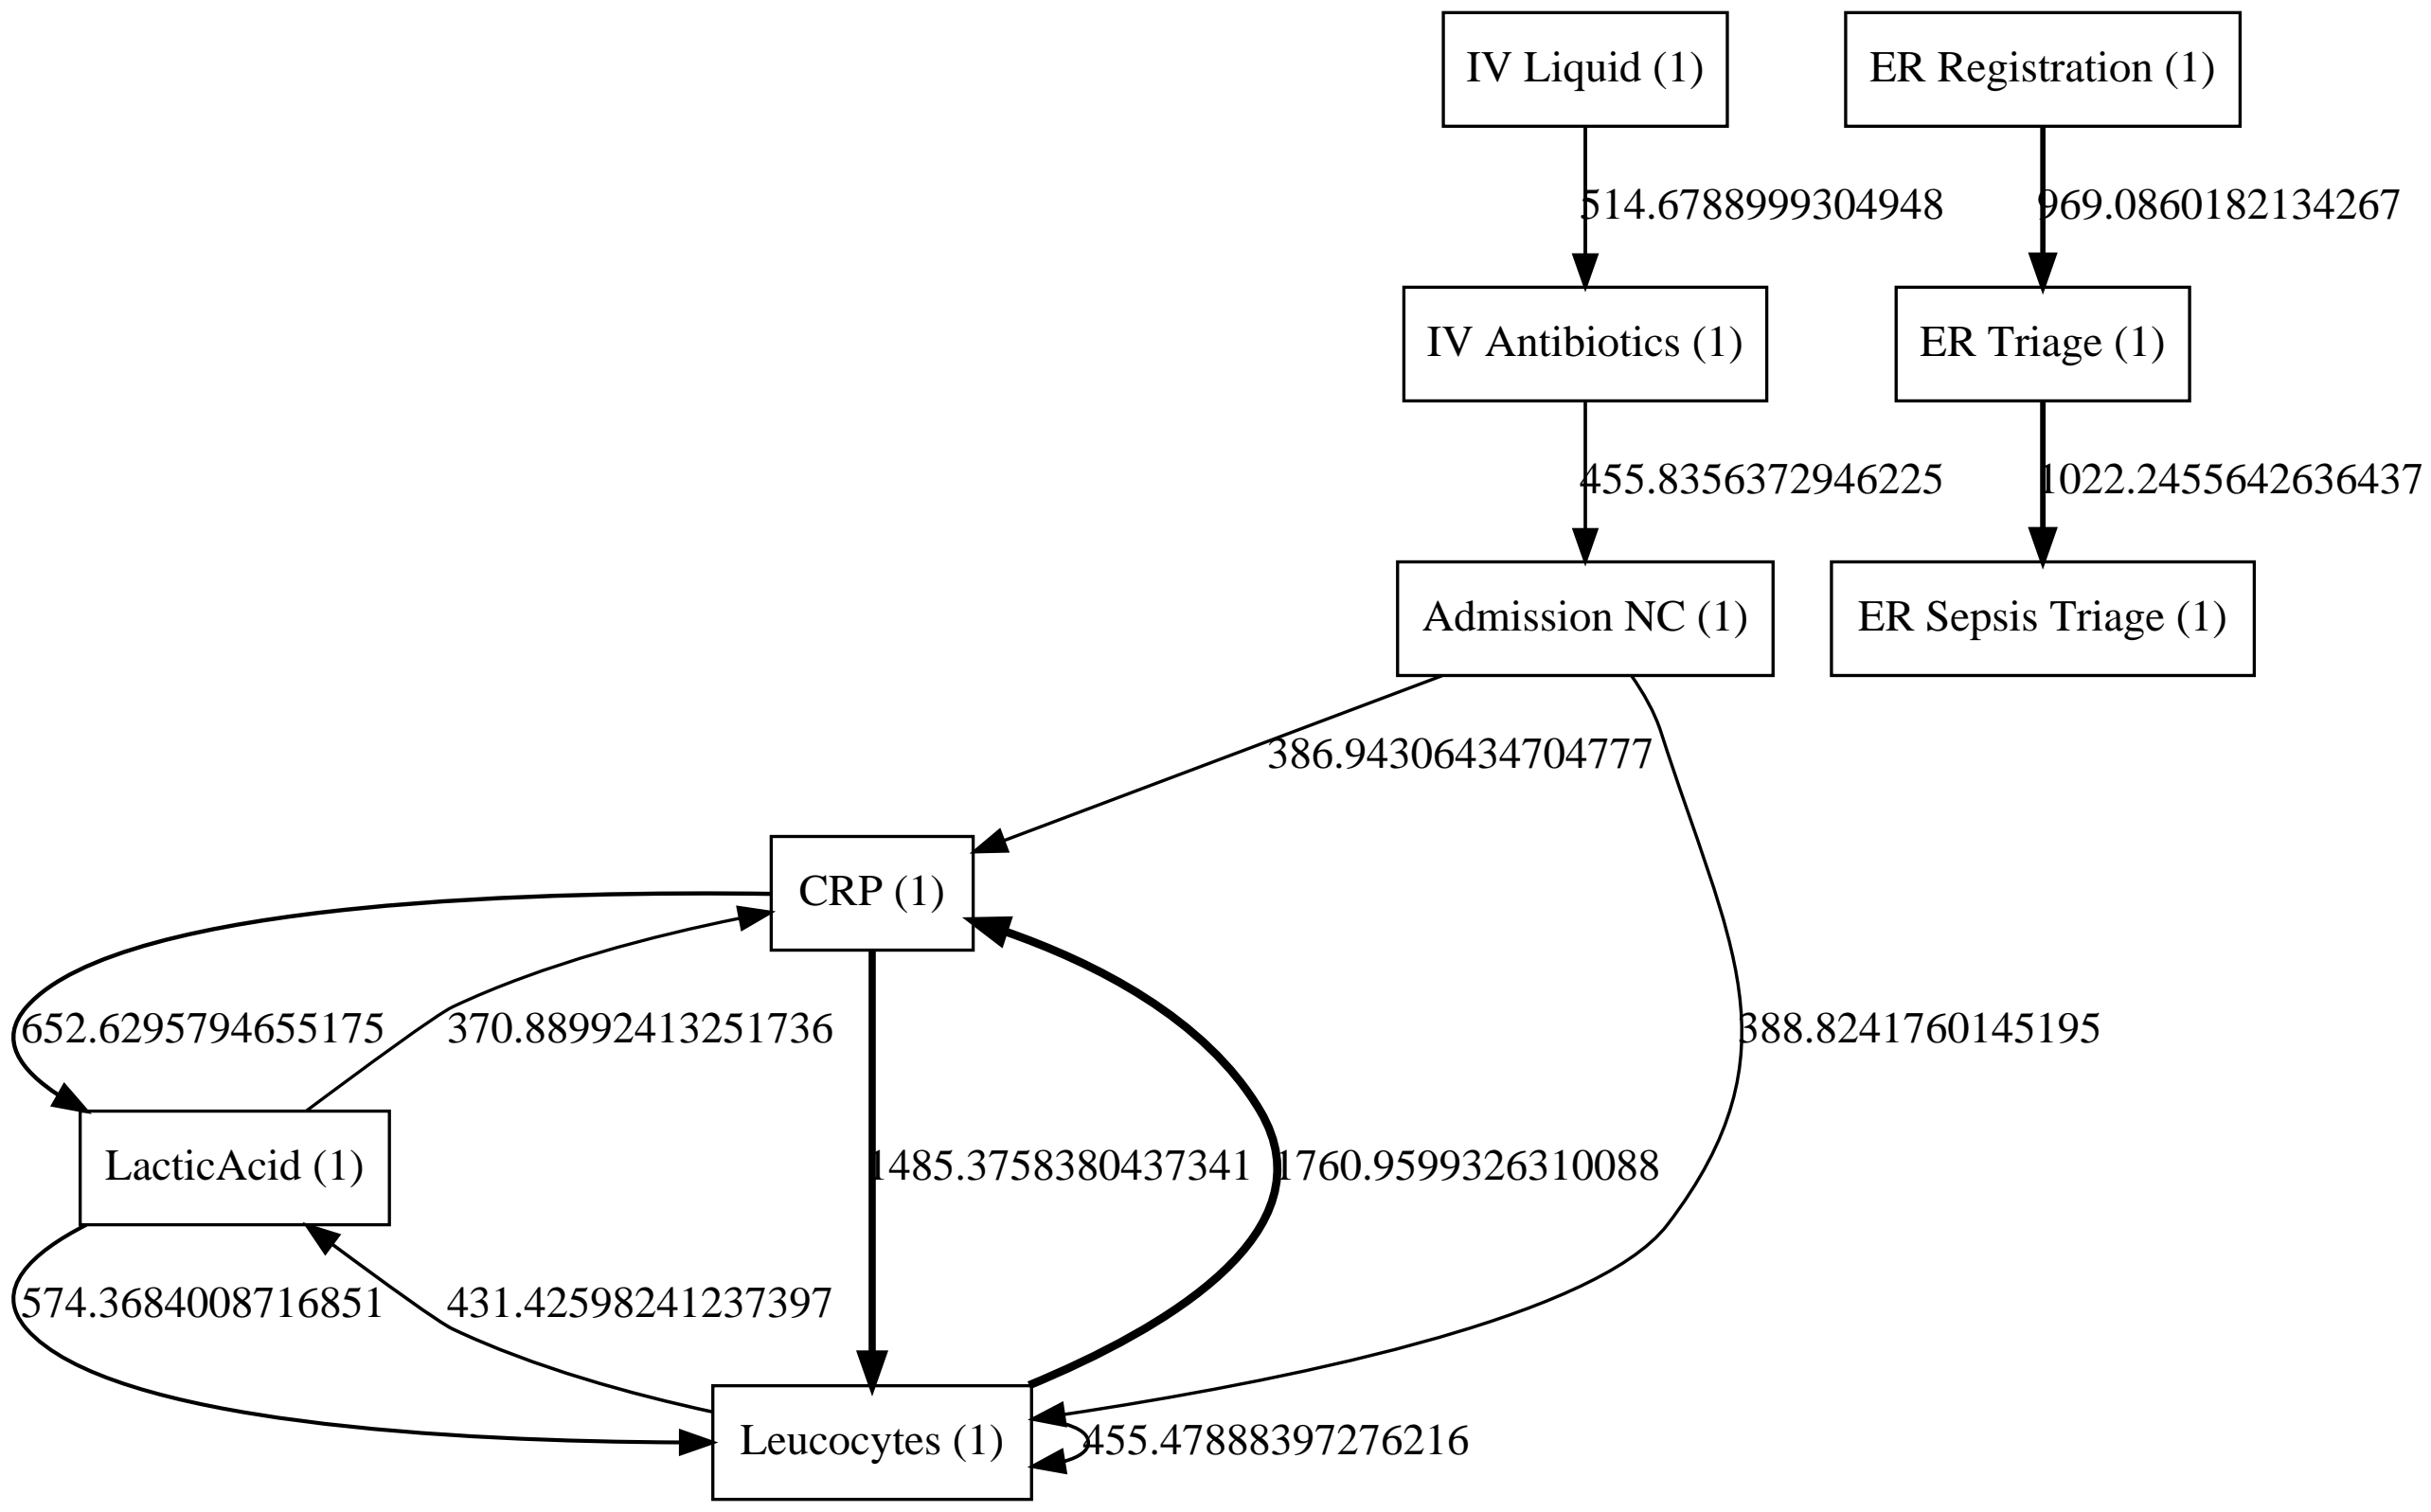 IV Liquid (1)
ER Registration (1)
514.6788999304948
969.0860182134267
IV Antibiotics (1)
ER Triage (1)
455.8356372946225
1022.2455642636437
Admission NC (1)
ER Sepsis Triage (1)
386.94306434704777
CRP (1)
652.6295794655175
370.88992413251736
388.8241760145195
LacticAcid (1)
1485.3758380437341
1760.9599326310088
574.3684008716851
431.42598241237397
Leucocytes (1)
455.47888397276216